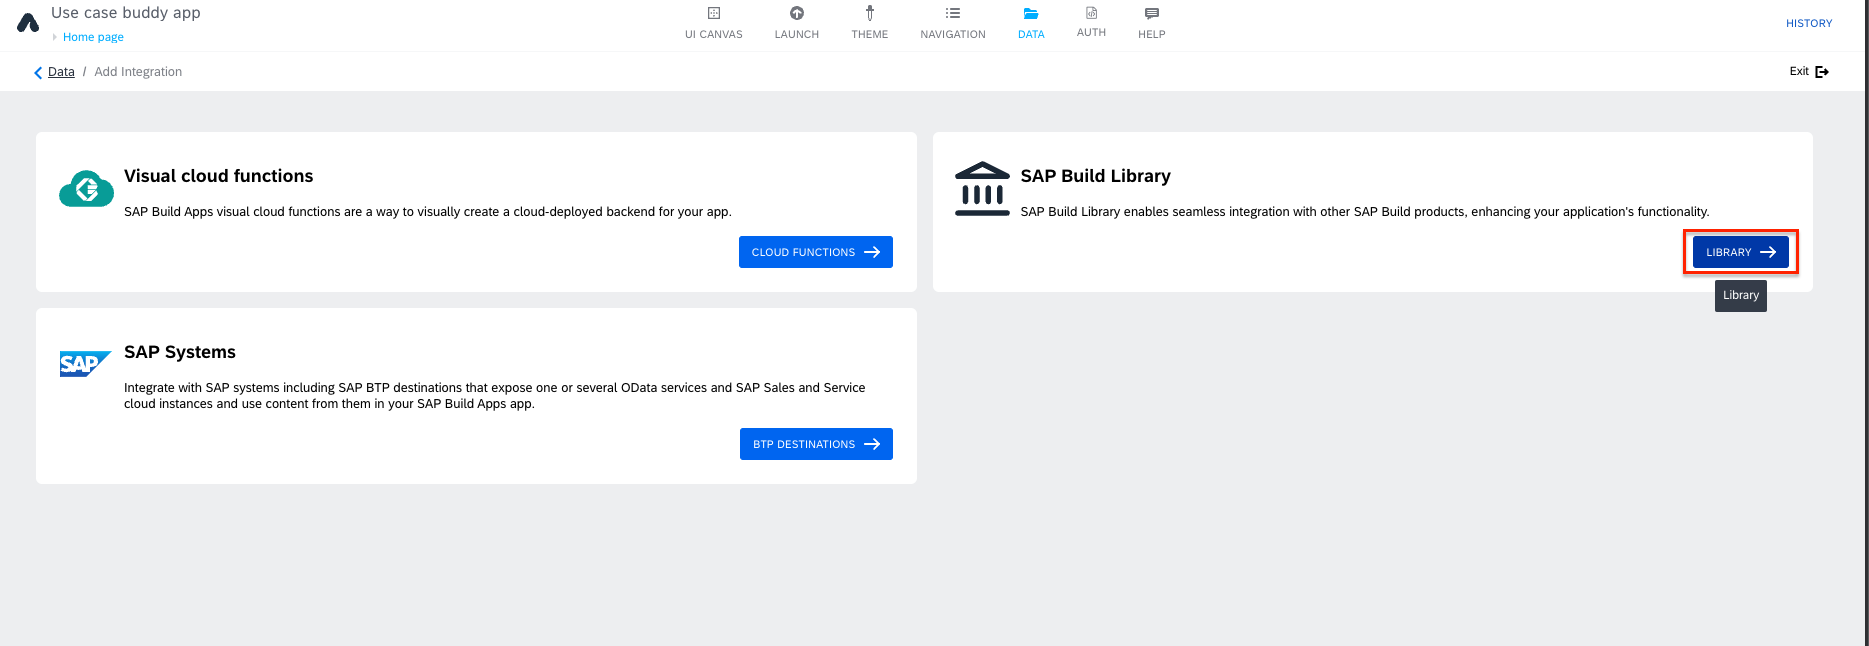 Use case buddy app
Home page
UI CANVAS
LAUNCH
THEME
NAVIGATION
DATA
AUTH
HELP
HISTORY
Data / Add Integration
Exit
Visual cloud functions
SAP Build Apps visual cloud functions are a way to visually create a cloud-deployed backend for your app.
CLOUD FUNCTIONS
SAP Build Library
SAP Build Library enables seamless integration with other SAP Build products, enhancing your application's functionality.
LIBRARY
Library
SAP
SAP Systems
Integrate with SAP systems including SAP BTP destinations that expose one or several OData services and SAP Sales and Service
cloud instances and use content from them in your SAP Build Apps app.
BTP DESTINATIONS